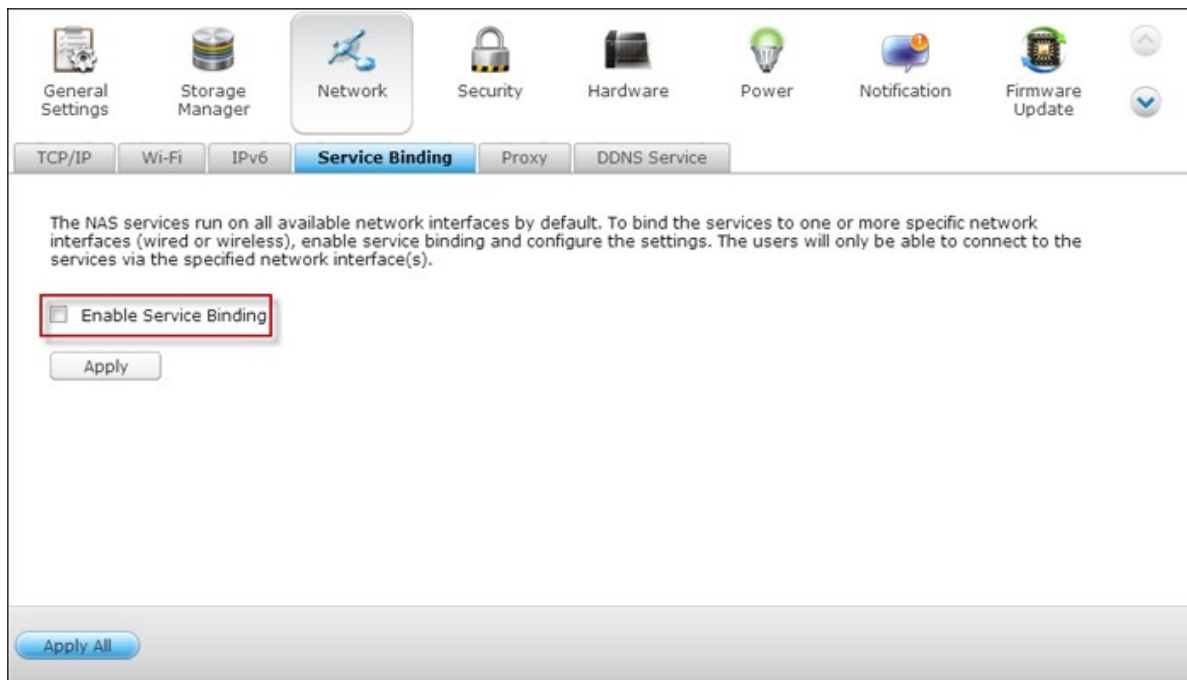 General Settings
Storage Manager
Network
Security
Hardware
Power
Notification
Firmware Update
TCP/IP
Wi-Fi
IPv6
Service Binding
Proxy
DDNS Service
The NAS services run on all available network interfaces by default. To bind the services to one or more specific network
interfaces (wired or wireless), enable service binding and configure the settings. The users will only be able to connect to the
services via the specified network interface(s).
Enable Service Binding
Apply
Apply All